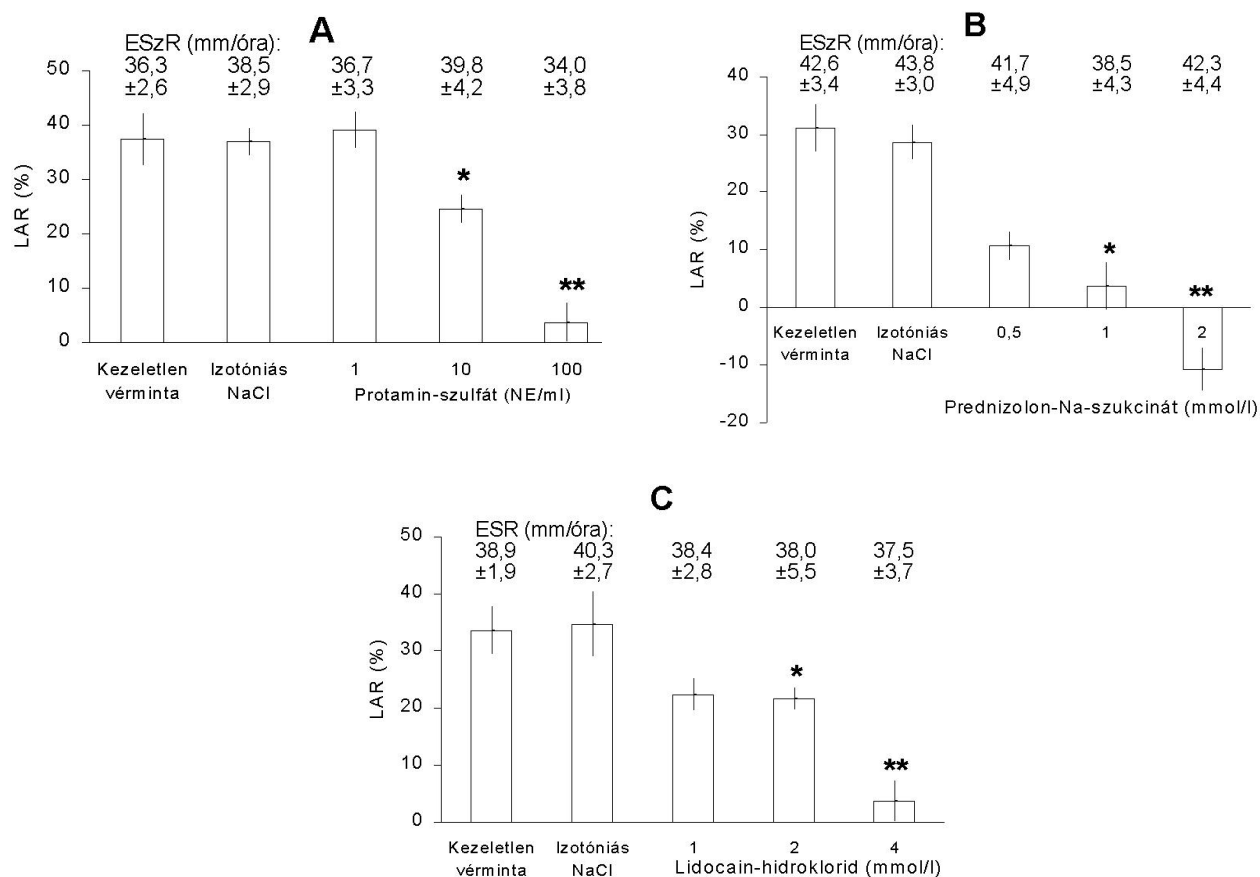 A
ESzR (mm/óra):
36,3 38,5 36,7 39,8 34,0
±2,6 ±2,9 ±3,3 ±4,2 ±3,8
50
40
30
20
10
0
LAR (%)
*
**
Kezeletlen vérminta
Izotóniás NaCl
1 10 100
Protamin-szulfát (NE/ml)
B
ESzR (mm/óra):
42,6 43,8 41,7 38,5 42,3
±3,4 ±3,0 ±4,9 ±4,3 ±4,4
40
30
20
10
0
-10
-20
LAR (%)
*
**
Kezeletlen vérminta
Izotóniás NaCl
0,5 1 2
Prednizolon-Na-szukcinát (mmol/l)
C
ESR (mm/óra):
38,9 40,3 38,4 38,0 37,5
±1,9 ±2,7 ±2,8 ±5,5 ±3,7
50
40
30
20
10
0
LAR (%)
*
**
Kezeletlen vérminta
Izotóniás NaCl
1 2 4
Lidocain-hidroklorid (mmol/l)